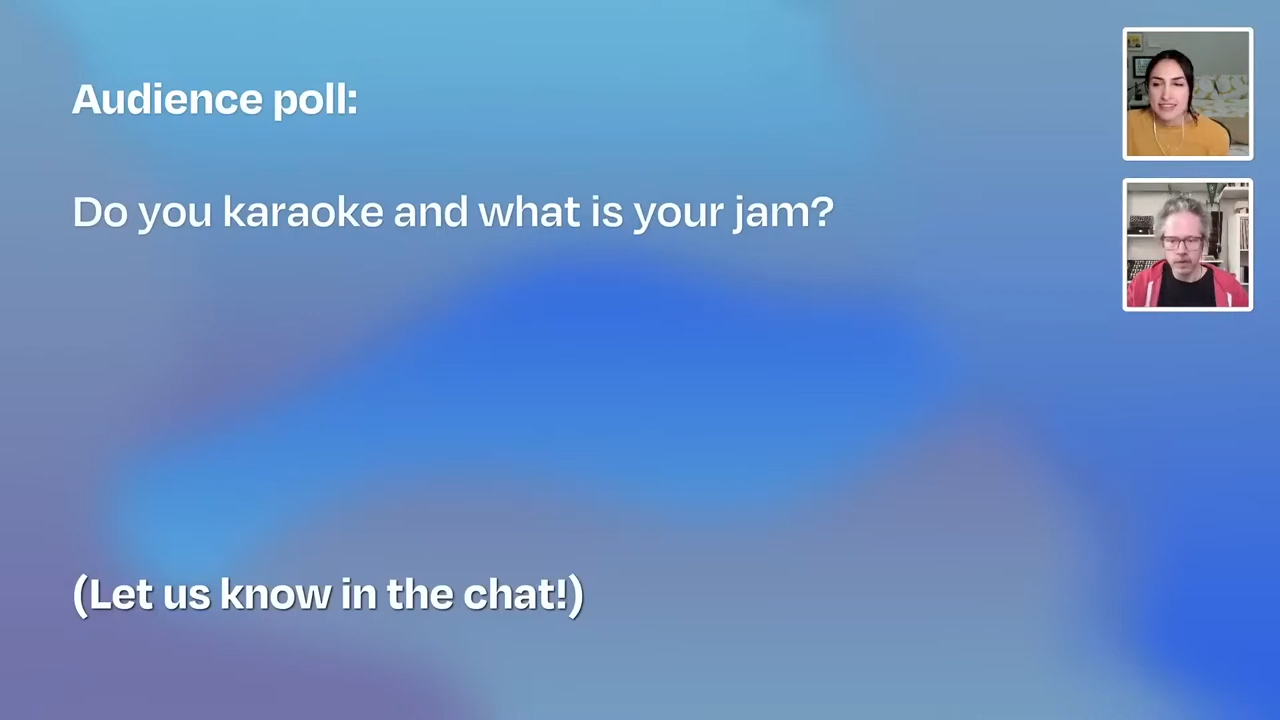 Audience poll:
Do you karaoke and what is your jam?
(Let us know in the chat!)